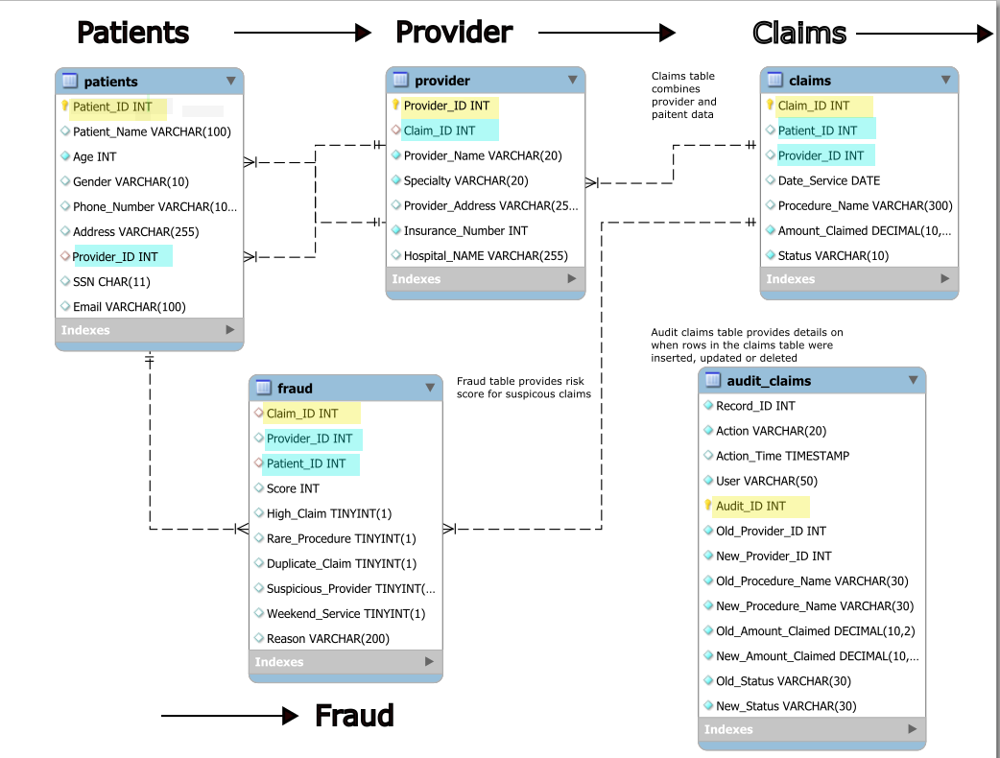 Patients
Provider
Claims
patients
Patient_ID INT
Patient_Name VARCHAR(100)
Age INT
Gender VARCHAR(10)
Phone_Number VARCHAR(10...
Address VARCHAR(255)
Provider_ID INT
SSN CHAR(11)
Email VARCHAR(100)
Indexes
provider
Provider_ID INT
Claim_ID INT
Provider_Name VARCHAR(20)
Specialty VARCHAR(20)
Provider_Address VARCHAR(25...
Insurance_Number INT
Hospital_NAME VARCHAR(255)
Indexes
Claims table
combines
provider and
paitent data
claims
Claim_ID INT
Patient_ID INT
Provider_ID INT
Date_Service DATE
Procedure_Name VARCHAR(300)
Amount_Claimed DECIMAL(10,...
Status VARCHAR(10)
Indexes
fraud
Claim_ID INT
Provider_ID INT
Patient_ID INT
Score INT
High_Claim TINYINT(1)
Rare_Procedure TINYINT(1)
Duplicate_Claim TINYINT(1)
Suspicious_Provider TINYINT(...
Weekend_Service TINYINT(1)
Reason VARCHAR(200)
Indexes
Fraud table provides risk
score for suspicous claims
Audit claims table provides details on
when rows in the claims table were
inserted, updated or deleted
audit_claims
Record_ID INT
Action VARCHAR(20)
Action_Time TIMESTAMP
User VARCHAR(50)
Audit_ID INT
Old_Provider_ID INT
New_Provider_ID INT
Old_Procedure_Name VARCHAR(30)
New_Procedure_Name VARCHAR(30)
Old_Amount_Claimed DECIMAL(10,2)
New_Amount_Claimed DECIMAL(10,...
Old_Status VARCHAR(30)
New_Status VARCHAR(30)
Indexes
Fraud